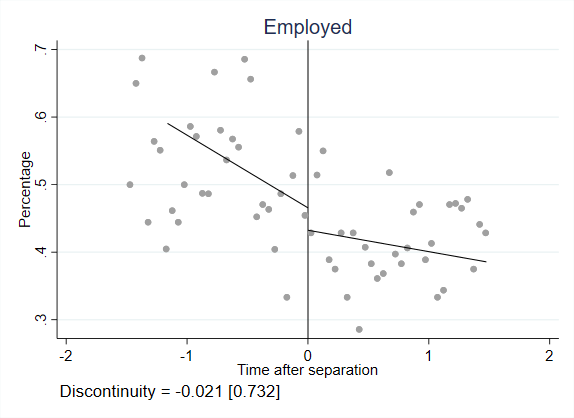 Employed
Percentage
.7
.6
.5
.4
.3
-2
-1
0
1
2
Time after separation
Discontinuity = -0.021 [0.732]